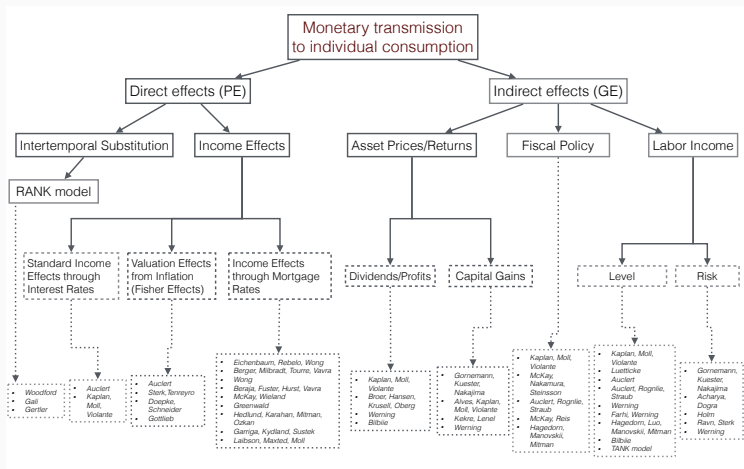 Monetary transmission
to individual consumption
Direct effects (PE)
Indirect effects (GE)
Intertemporal Substitution
Income Effects
Asset Prices/Returns
Fiscal Policy
Labor Income
RANK model
Standard Income
Effects through
Interest Rates
Valuation Effects
from Inflation
(Fisher Effects)
Income Effects
through Mortgage
Rates
Dividends/Profits
Capital Gains
Level
Risk
• Woodford
• Gali
• Gertler
• Auclert
• Kaplan,
Moll,
Violante
• Auclert
• Sterk,Tenreyro
• Doepke,
Schneider
• Gottlieb
• Eichenbaum, Rebelo, Wong
• Berger, Milbradt, Tourre, Vavra
• Wong
• Beraja, Fuster, Hurst, Vavra
• McKay, Wieland
• Greenwald
• Hedlund, Karahan, Mitman,
Ozkan
• Garriga, Kydland, Sustek
• Laibson, Maxted, Moll
• Kaplan, Moll,
Violante
• Broer, Hansen,
Krusell, Oberg
• Werning
• Bilbiie
• Gornemann,
Kuester,
Nakajima
• Alves, Kaplan,
Moll, Violante
• Kekre, Lenel
• Werning
• Kaplan, Moll,
Violante
• McKay,
Nakamura,
Steinsson
• Auclert, Rognlie,
Straub
• McKay, Reis
• Hagedorn,
Manovskii,
Mitman
• Kaplan, Moll,
Violante
• Luetticke
• Auclert
• Auclert, Rognlie,
Straub
• Werning
• Farhi, Werning
• Hagedorn, Luo,
Manovskii, Mitman
• Bilbiie
• TANK model
• Gornemann,
Kuester,
Nakajima
• Acharya,
Dogra
• Holm
• Ravn, Sterk
• Werning